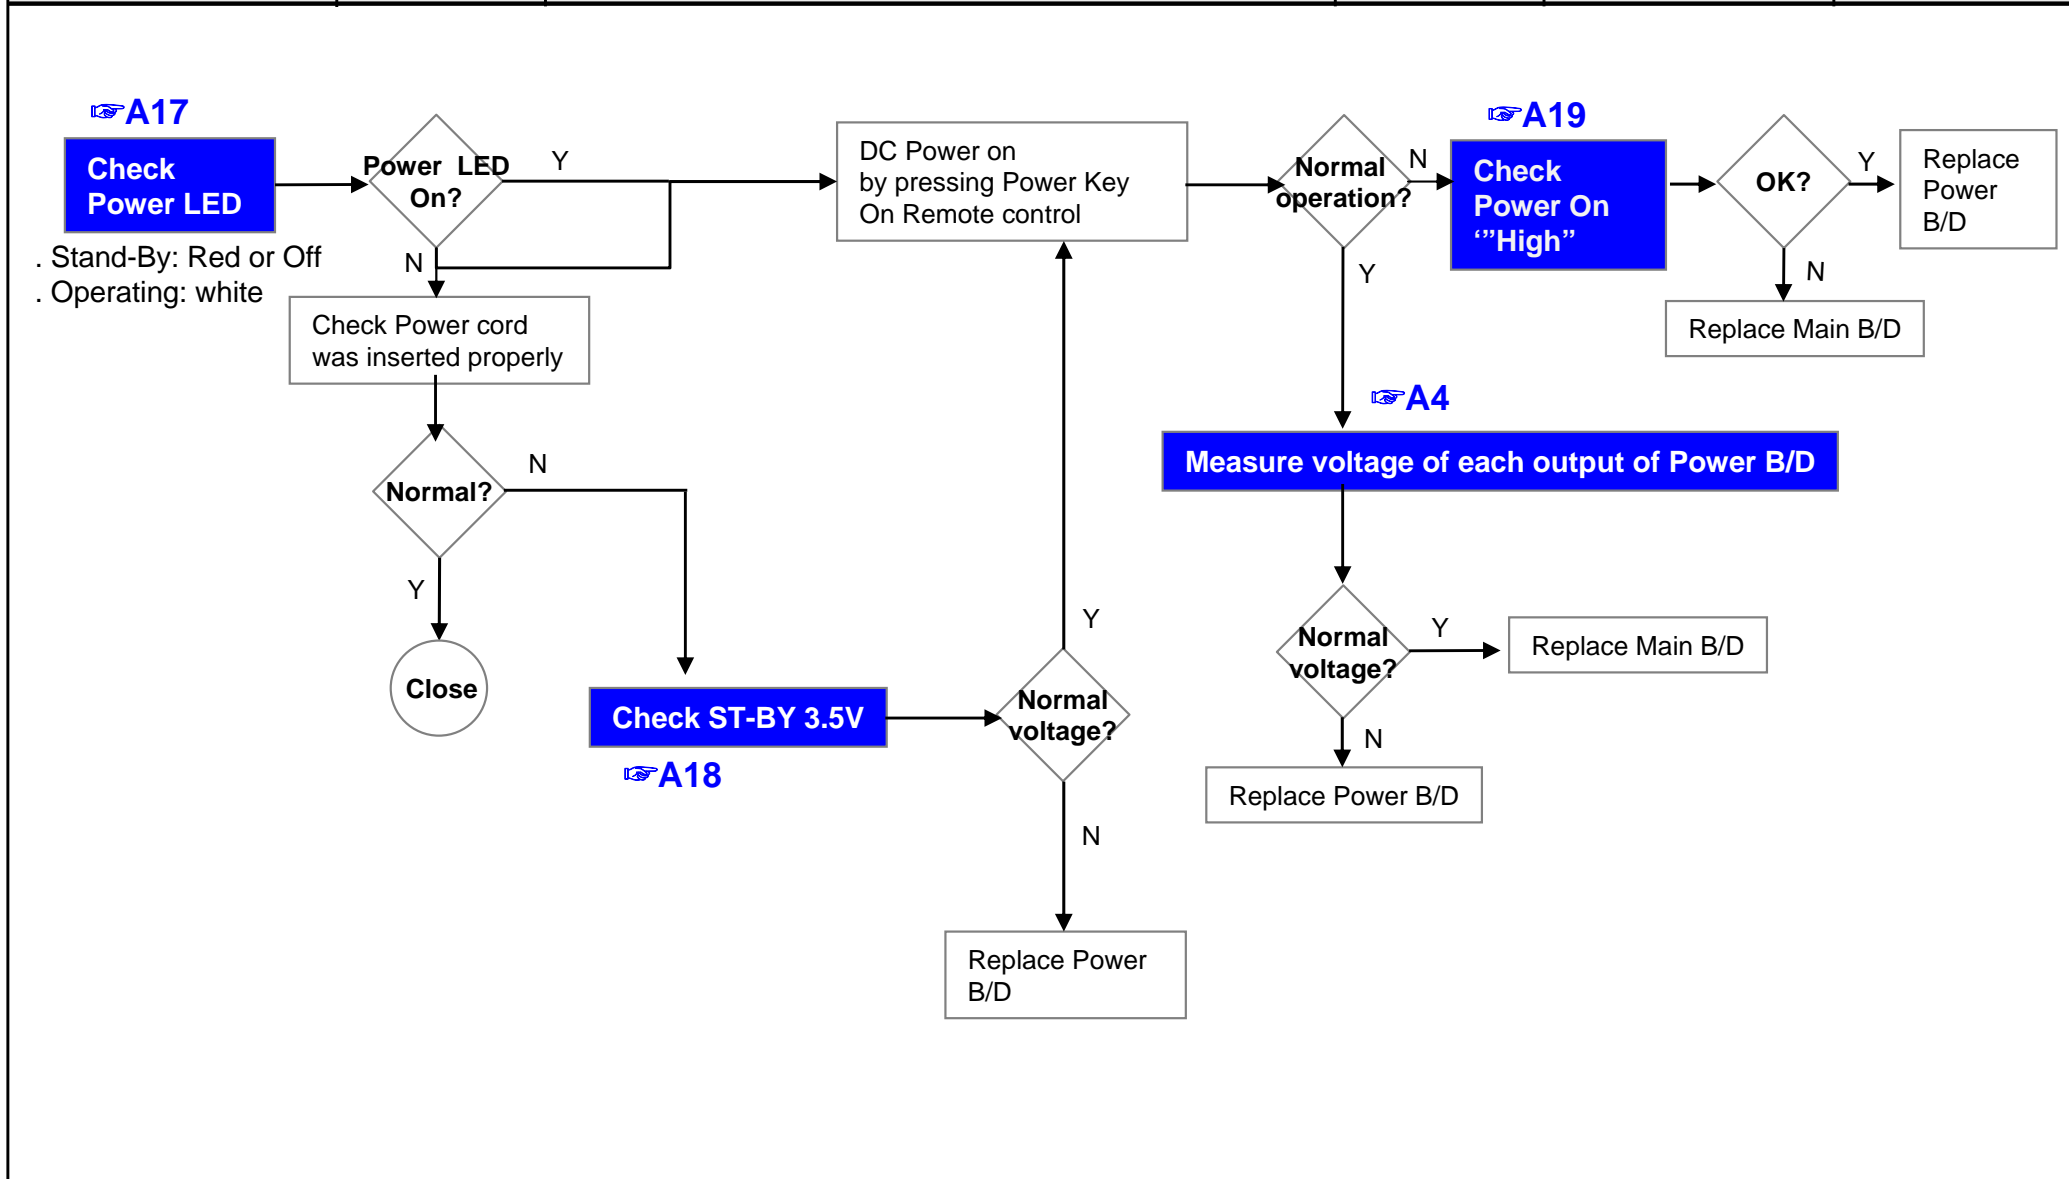 ☞A17
Check
Power LED
. Stand-By: Red or Off
. Operating: white
Power LED
On?
Y
N
Check Power cord
was inserted properly
Normal?
N
Y
Close
Check ST-BY 3.5V
☞A18
Normal
voltage?
Y
N
Replace Power
B/D
DC Power on
by pressing Power Key
On Remote control
Normal
operation?
N
Y
☞A19
Check
Power On
‘”High”
OK?
Y
Replace
Power
B/D
N
Replace Main B/D
☞A4
Measure voltage of each output of Power B/D
Normal
voltage?
Y
Replace Main B/D
N
Replace Power B/D